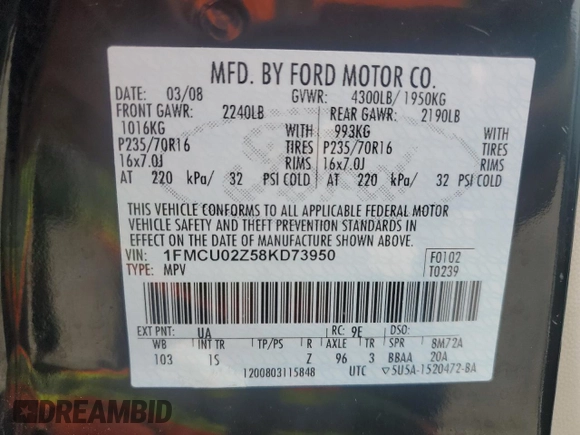 MFD. BY FORD MOTOR CO.
DATE: 03/08 GVWR: 4300LB/ 1950KG
FRONT GAWR: 2240LB REAR GAWR: 2190LB
1016KG WITH 993KG WITH
P235/70R16 TIRES P235/70R16 TIRES
16x7.0J RIMS 16x7.0J RIMS
AT 220 kPa/ 32 PSI COLD AT 220 kPa/ 32 PSI COLD
THIS VEHICLE CONFORMS TO ALL APPLICABLE FEDERAL MOTOR
VEHICLE SAFETY AND THEFT PREVENTION STANDARDS IN
EFFECT ON THE DATE OF MANUFACTURE SHOWN ABOVE.
VIN: 1FMCU02Z58KD73950 F0102
TYPE: MPV T0239
EXT PNT: UA RC: 9E DSO:
WB INT TR TP/PS R AXLE TR SPR 8M72A
103 1S Z 96 3 BBAA 20A
1200803115848 UTC 5U5A-1520472-BA
DREAMBID